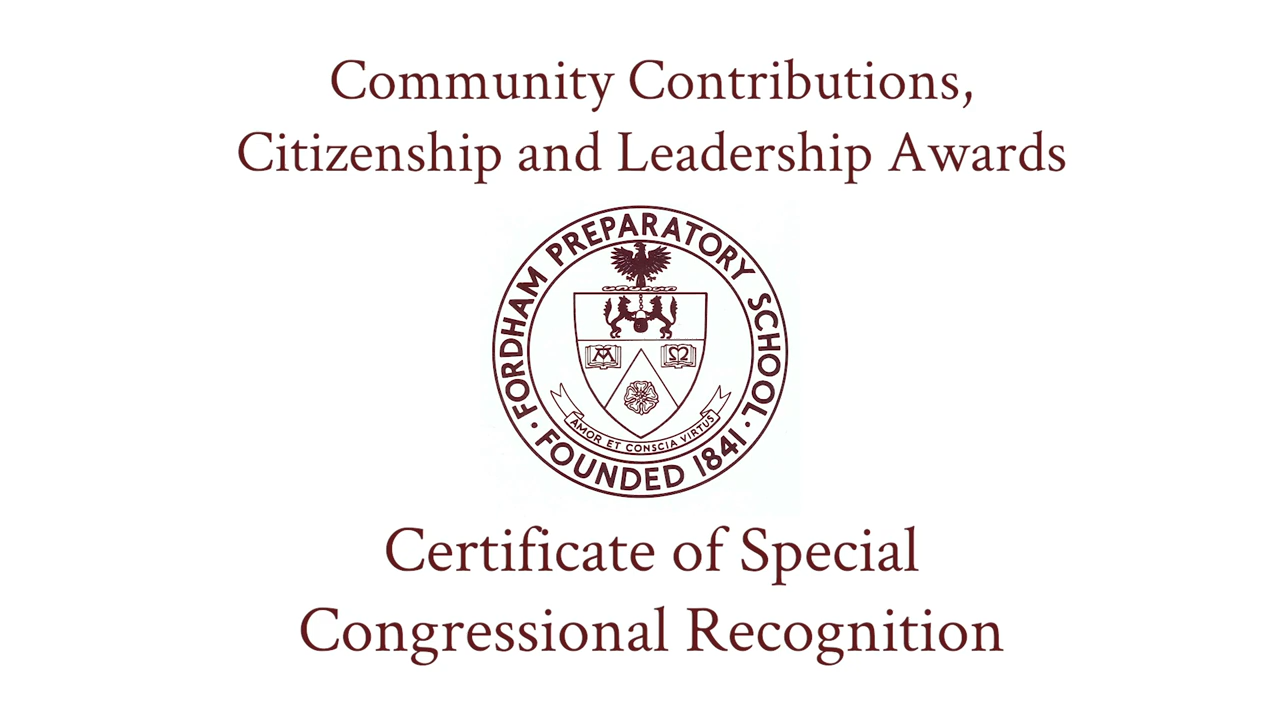 Community Contributions,
Citizenship and Leadership Awards
FORDHAM PREPARATORY SCHOOL
AMOR ET CONSCIA VIRTUS
· FOUNDED 1841 ·
Certificate of Special
Congressional Recognition